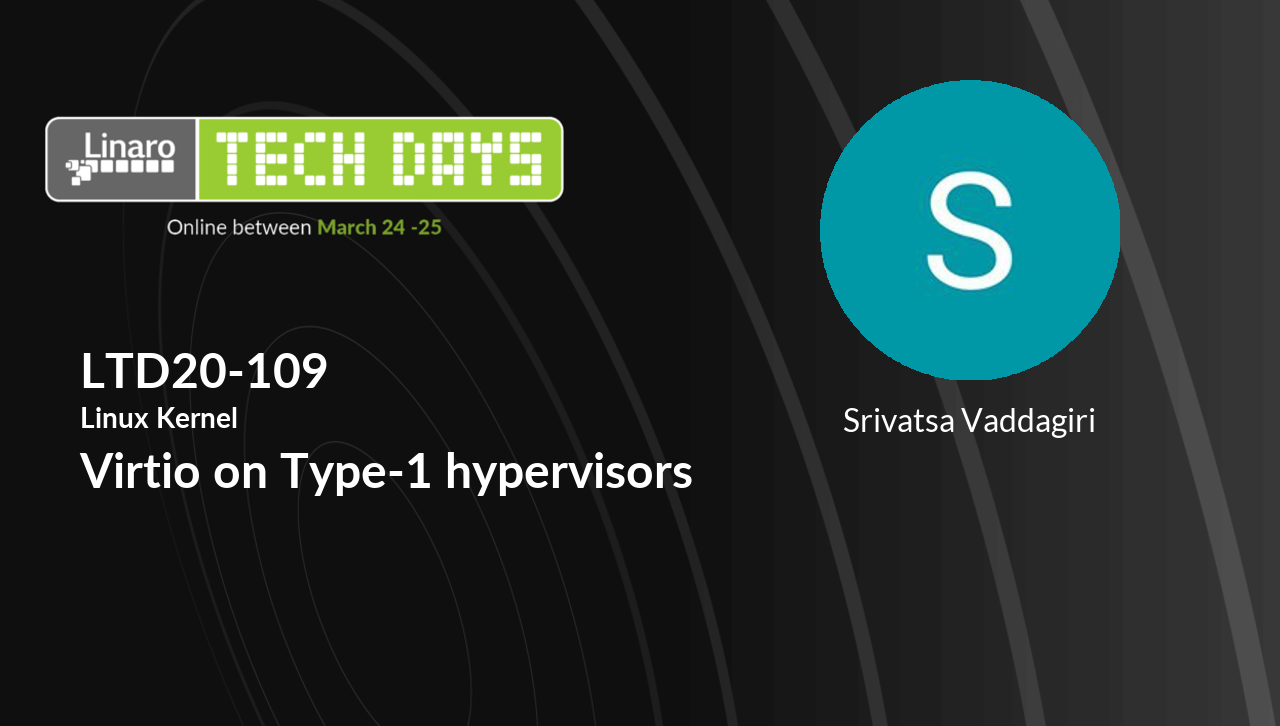 Linaro TECH DAYS
Online between March 24 -25
S
LTD20-109
Linux Kernel
Virtio on Type-1 hypervisors
Srivatsa Vaddagiri